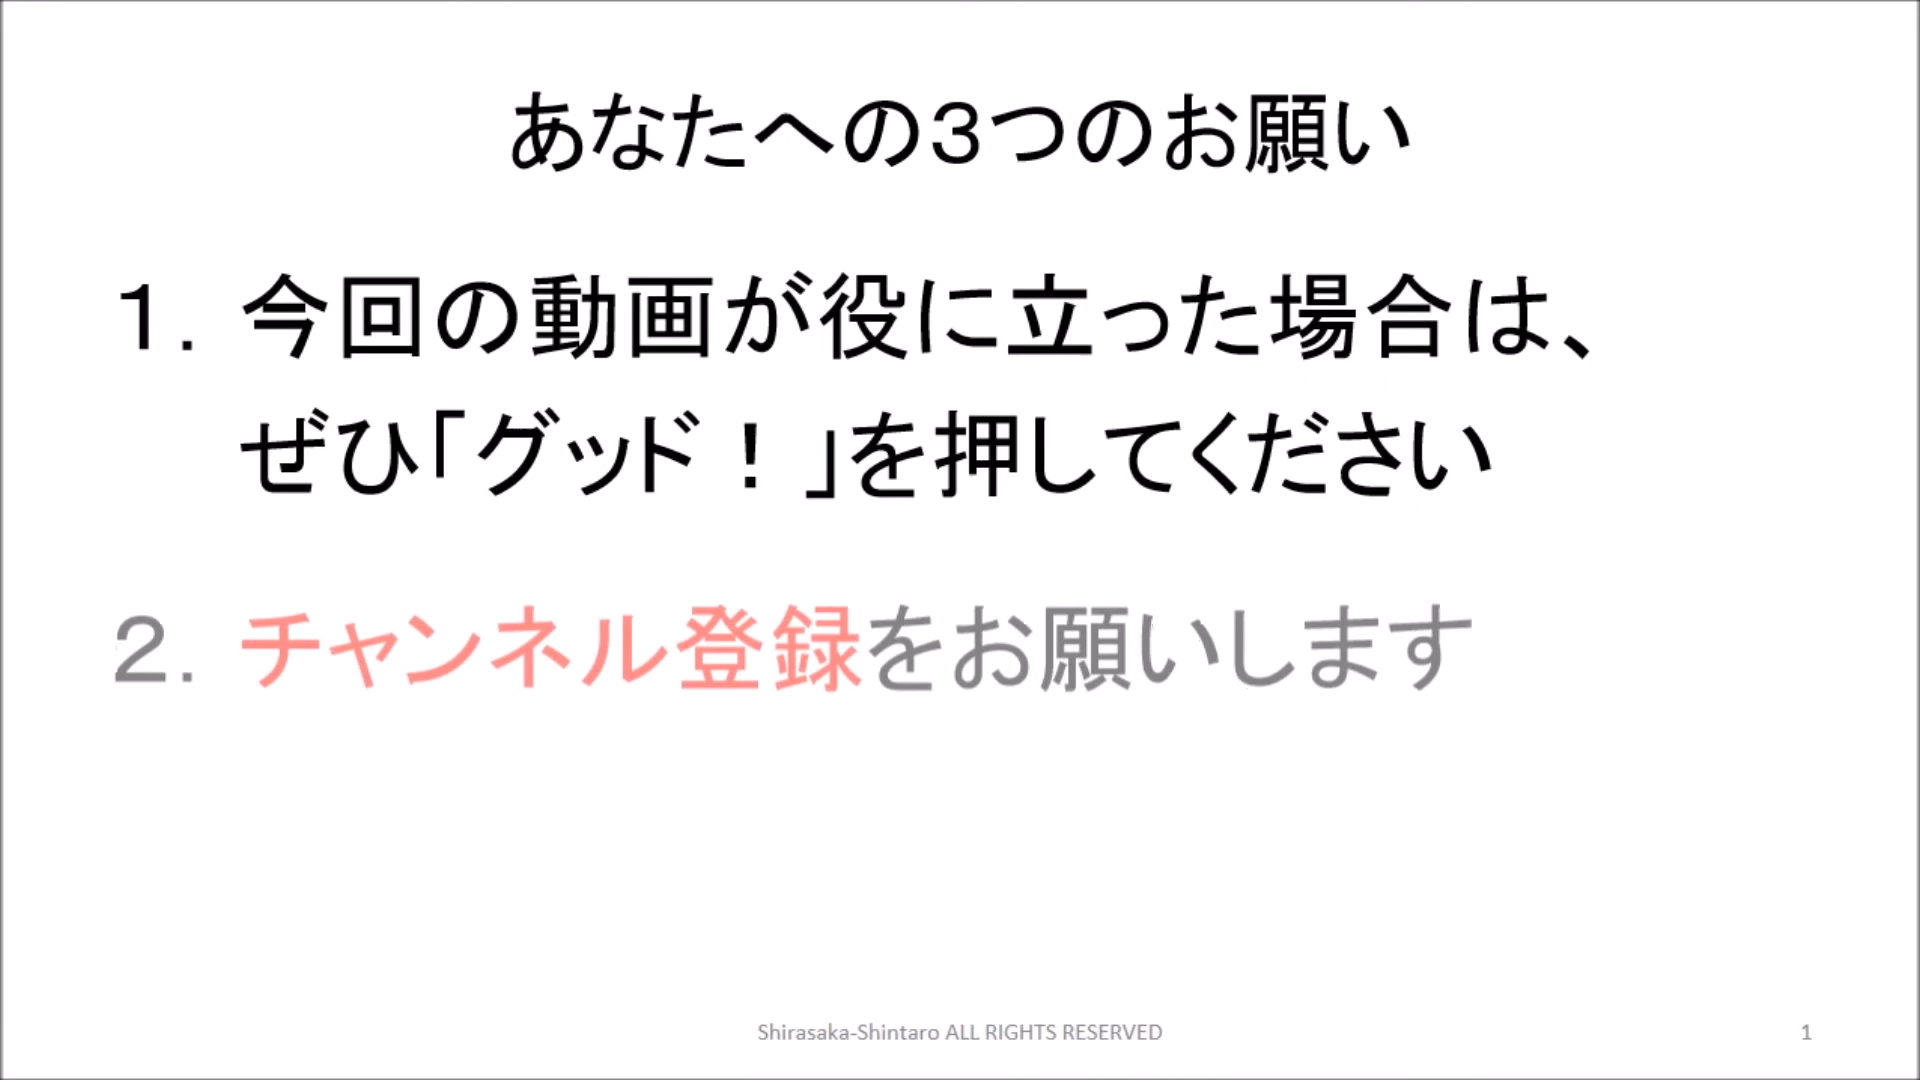 あなたへの３つのお願い
１．今回の動画が役に立った場合は、
ぜひ「グッド！」を押してください
２．チャンネル登録をお願いします
Shirasaka-Shintaro ALL RIGHTS RESERVED
1